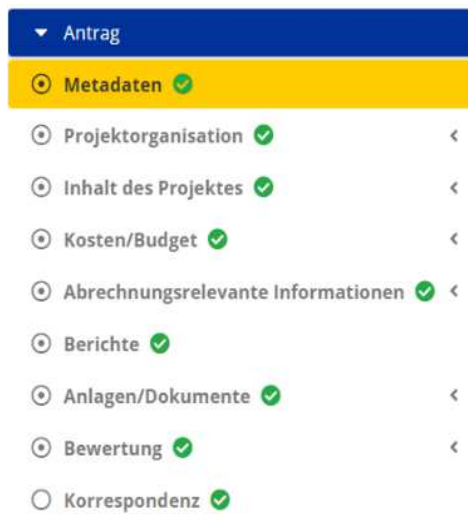 Antrag
Metadaten
Projektorganisation
Inhalt des Projektes
Kosten/Budget
Abrechnungsrelevante Informationen
Berichte
Anlagen/Dokumente
Bewertung
Korrespondenz